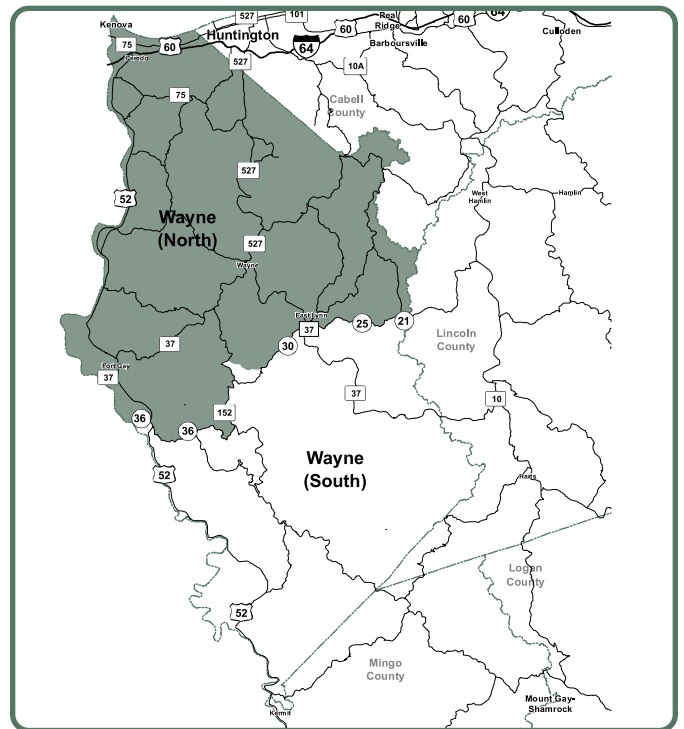 527
101
Real
Ridge
64
60
Kenova
60
Culloden
Huntington
75
60
64
Barboursville
Ceredo
527
10A
75
Cabell
County
527
52
West
Hamlin
Hamlin
Wayne
(North)
527
Wayne
East Lynn
25
21
37
Lincoln
County
30
37
Fort Gay
37
37
10
152
36
36
Wayne
(South)
52
Harts
Logan
County
52
Mingo
County
Mount Gay-
Shamrock
Kermit